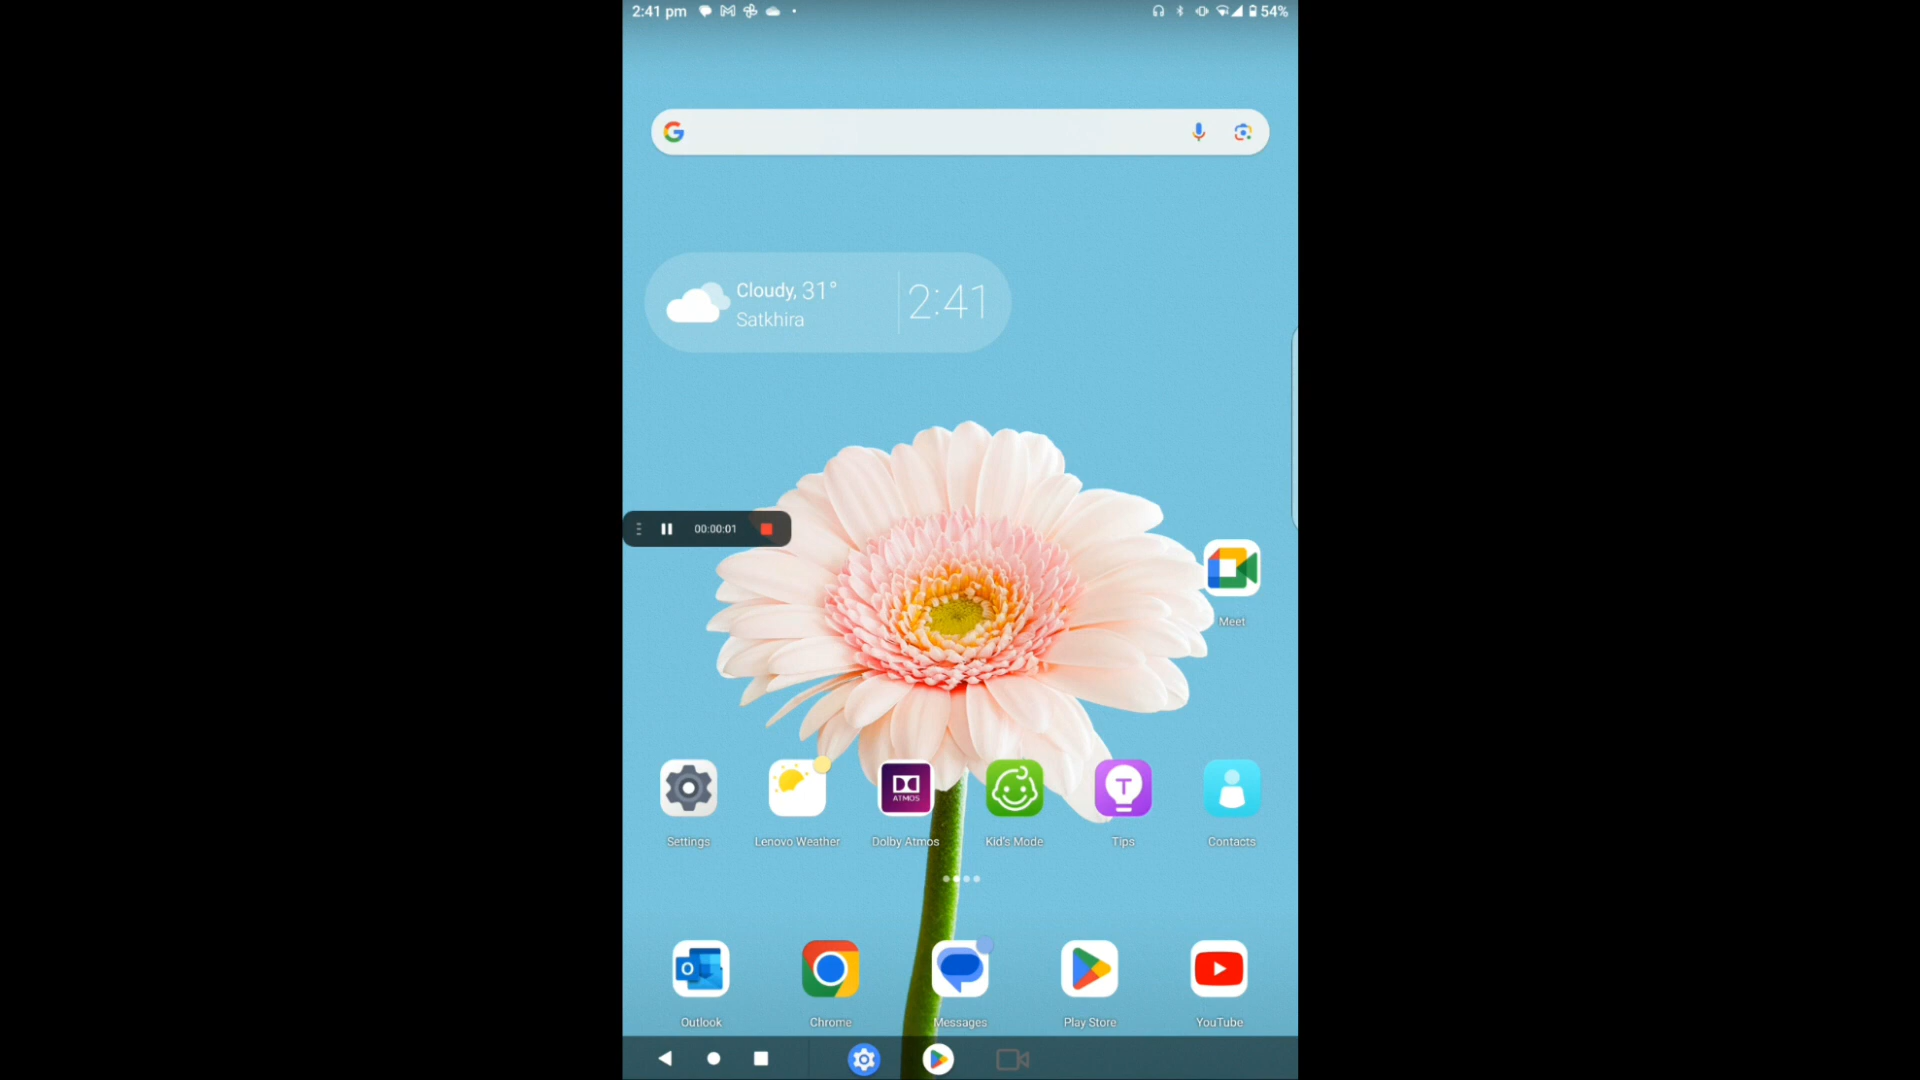 2:41 pm
54%
Cloudy, 31°
Satkhira
2:41
00:00:01
Meet
ATMOS
T
Settings
Lenovo Weather
Dolby Atmos
Kid's Mode
Tips
Contacts
O
Outlook
Chrome
Messages
Play Store
YouTube